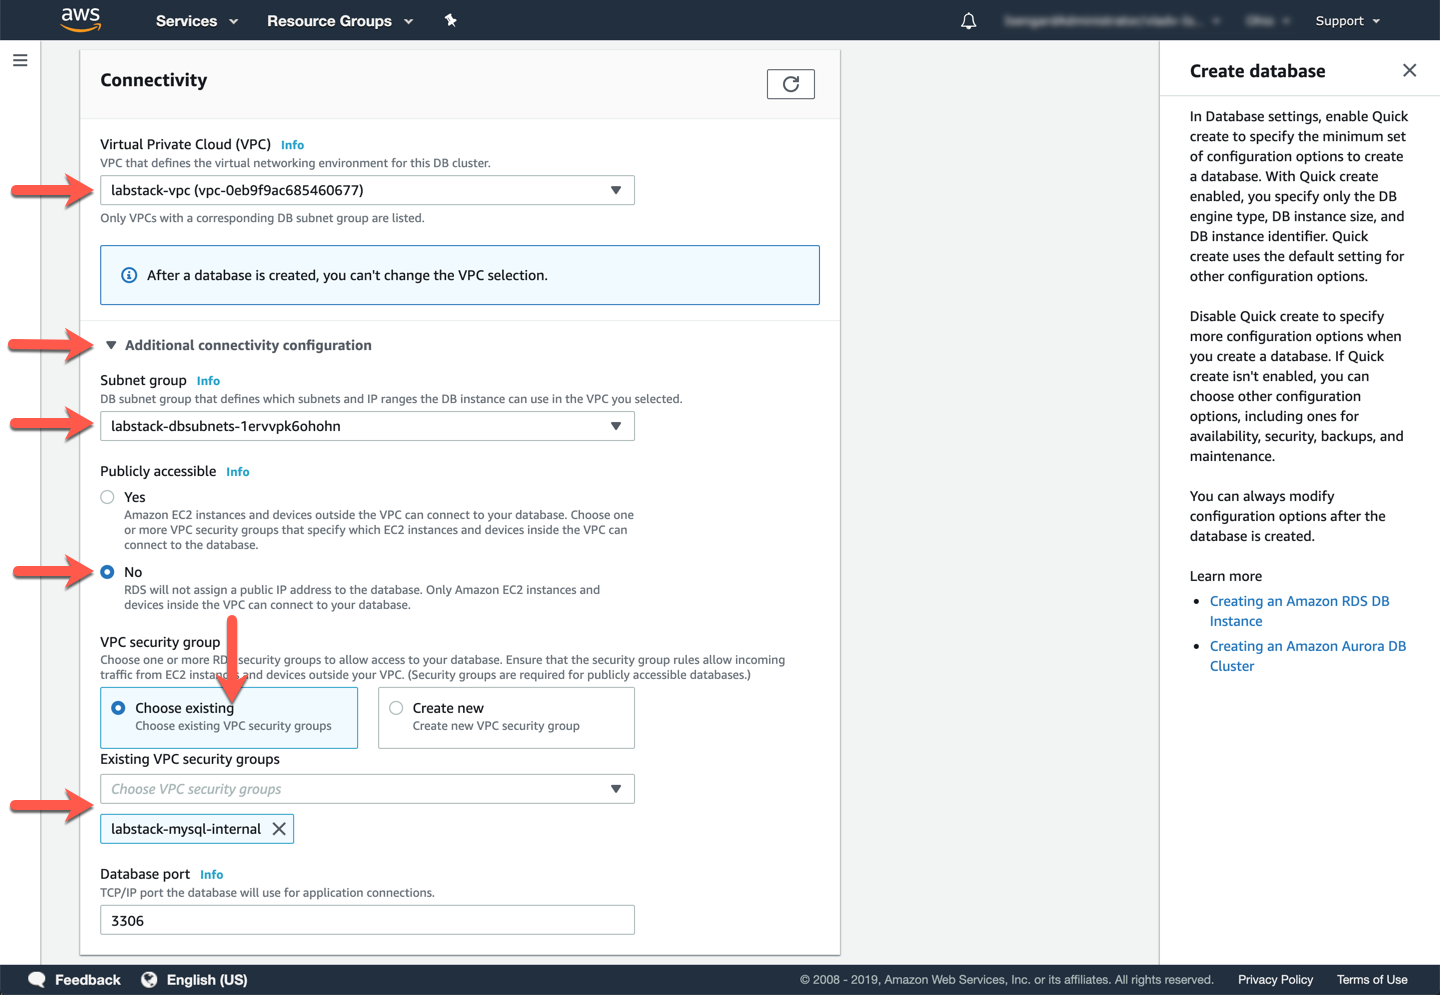 aws Services Resource Groups Support
Connectivity
Virtual Private Cloud (VPC) Info
VPC that defines the virtual networking environment for this DB cluster.
labstack-vpc (vpc-0eb9f9ac685460677)
Only VPCs with a corresponding DB subnet group are listed.
After a database is created, you can't change the VPC selection.
Additional connectivity configuration
Subnet group Info
DB subnet group that defines which subnets and IP ranges the DB instance can use in the VPC you selected.
labstack-dbsubnets-1ervvpk6ohohn
Publicly accessible Info
Yes
Amazon EC2 instances and devices outside the VPC can connect to your database. Choose one
or more VPC security groups that specify which EC2 instances and devices inside the VPC can
connect to the database.
No
RDS will not assign a public IP address to the database. Only Amazon EC2 instances and
devices inside the VPC can connect to your database.
VPC security group
Choose one or more RDS security groups to allow access to your database. Ensure that the security group rules allow incoming
traffic from EC2 instances and devices outside your VPC. (Security groups are required for publicly accessible databases.)
Choose existing
Choose existing VPC security groups
Create new
Create new VPC security group
Existing VPC security groups
Choose VPC security groups
labstack-mysql-internal
Database port Info
TCP/IP port the database will use for application connections.
3306
Create database
In Database settings, enable Quick
create to specify the minimum set
of configuration options to create
a database. With Quick create
enabled, you specify only the DB
engine type, DB instance size, and
DB instance identifier. Quick
create uses the default setting for
other configuration options.
Disable Quick create to specify
more configuration options when
you create a database. If Quick
create isn't enabled, you can
choose other configuration
options, including ones for
availability, security, backups, and
maintenance.
You can always modify
configuration options after the
database is created.
Learn more
Creating an Amazon RDS DB
Instance
Creating an Amazon Aurora DB
Cluster
Feedback English (US) © 2008 - 2019, Amazon Web Services, Inc. or its affiliates. All rights reserved. Privacy Policy Terms of Use